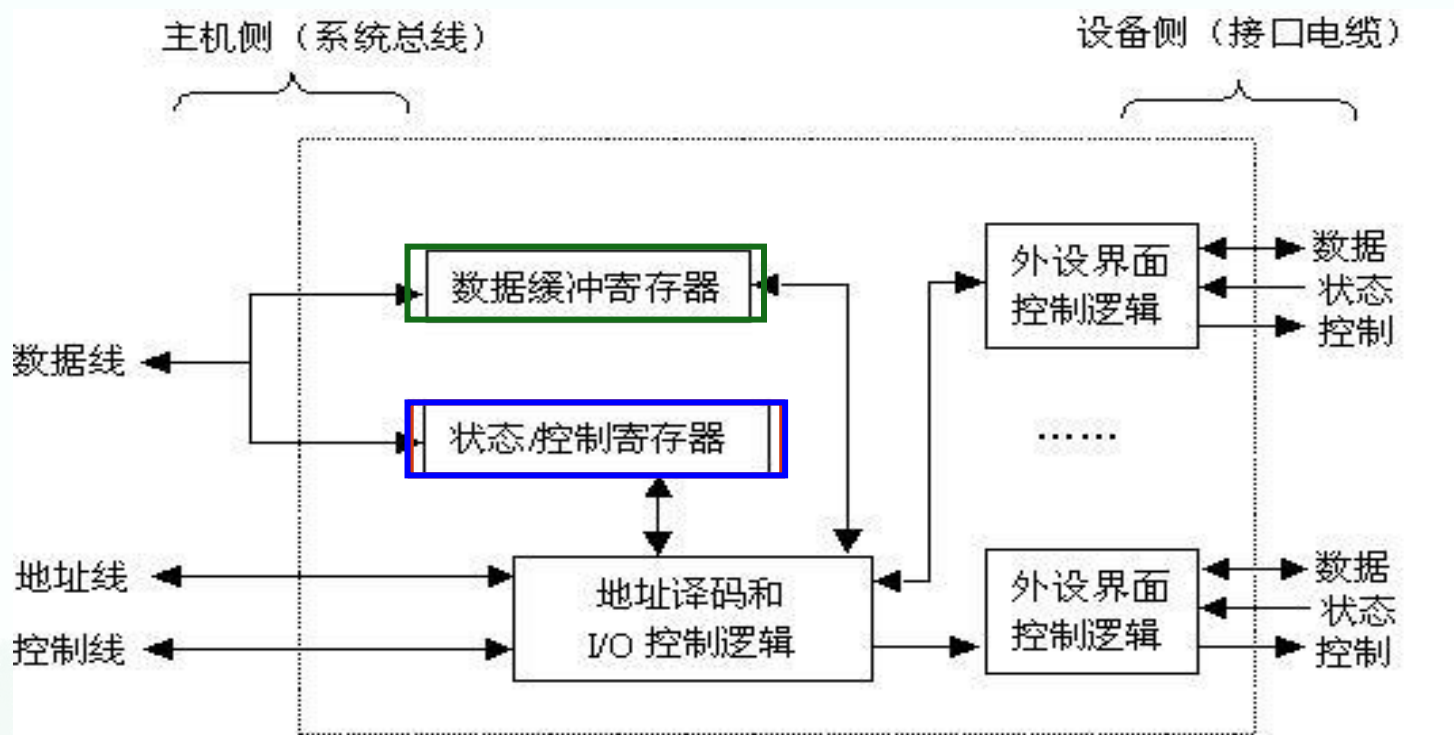 主机侧（系统总线）
设备侧（接口电缆）
数据缓冲寄存器
外设界面
控制逻辑
数据
状态
控制
数据线
状态/控制寄存器
……
地址线
控制线
地址译码和
I/O 控制逻辑
外设界面
控制逻辑
数据
状态
控制